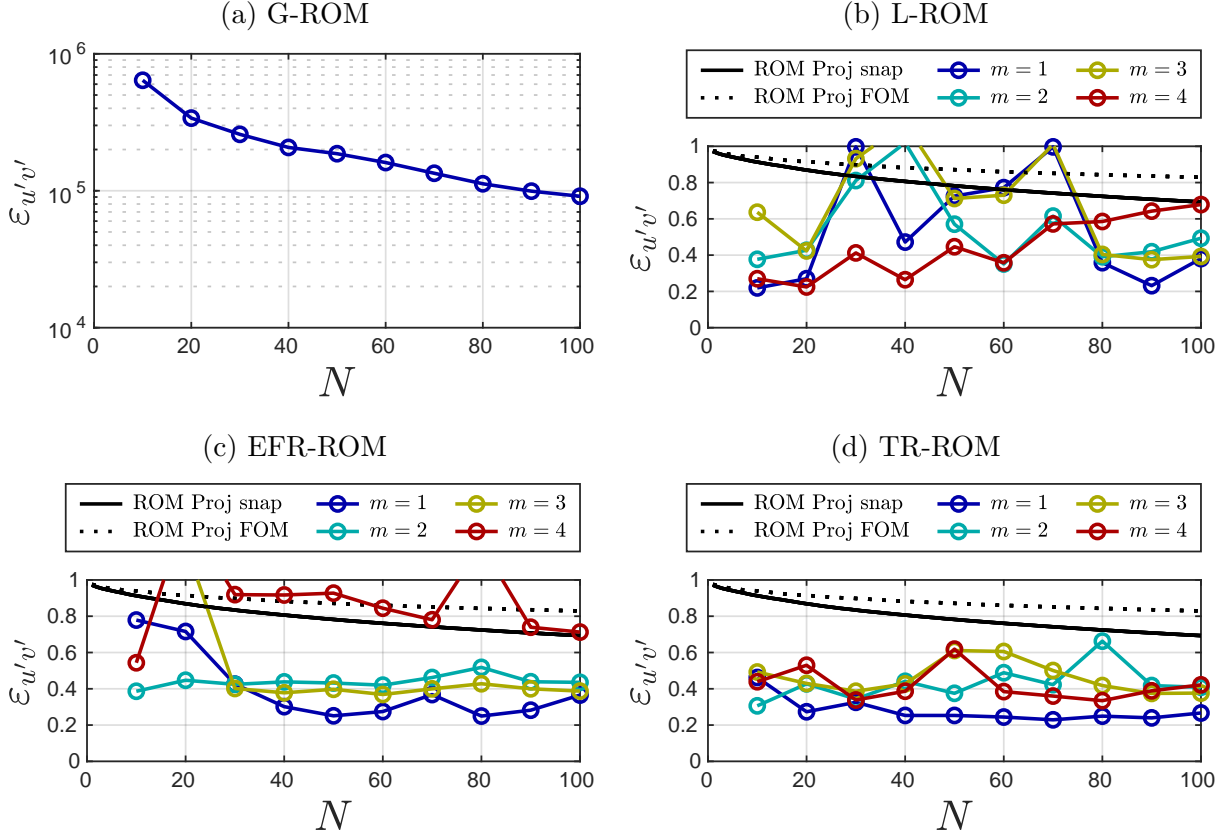 (a) G-ROM
10^6
10^5
10^4
ε_{u'v'}
0 20 40 60 80 100
N
(b) L-ROM
ROM Proj snap m = 1 m = 3
ROM Proj FOM m = 2 m = 4
1
0.8
0.6
0.4
0.2
0
ε_{u'v'}
0 20 40 60 80 100
N
(c) EFR-ROM
ROM Proj snap m = 1 m = 3
ROM Proj FOM m = 2 m = 4
1
0.8
0.6
0.4
0.2
0
ε_{u'v'}
0 20 40 60 80 100
N
(d) TR-ROM
ROM Proj snap m = 1 m = 3
ROM Proj FOM m = 2 m = 4
1
0.8
0.6
0.4
0.2
0
ε_{u'v'}
0 20 40 60 80 100
N